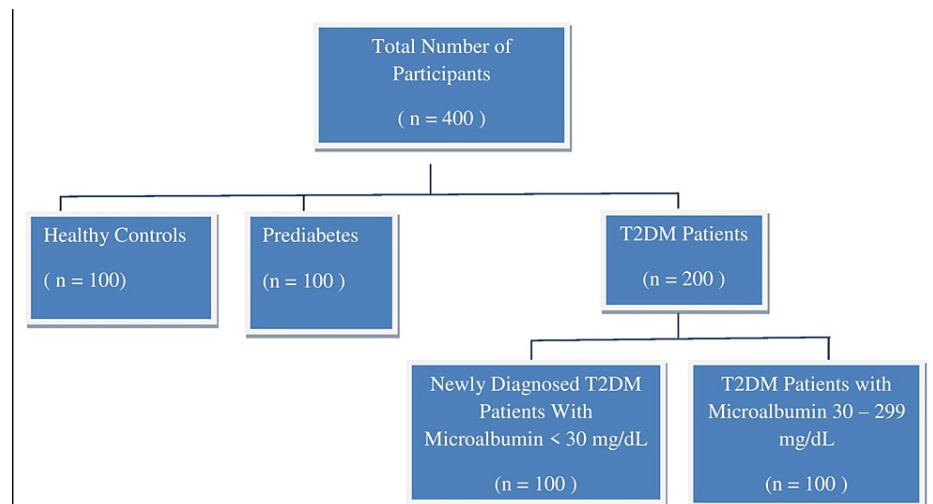 Total Number of
Participants
( n = 400 )
Healthy Controls
( n = 100)
Prediabetes
(n = 100 )
T2DM Patients
(n = 200 )
Newly Diagnosed T2DM
Patients With
Microalbumin < 30 mg/dL
(n = 100 )
T2DM Patients with
Microalbumin 30 – 299
mg/dL
(n = 100 )